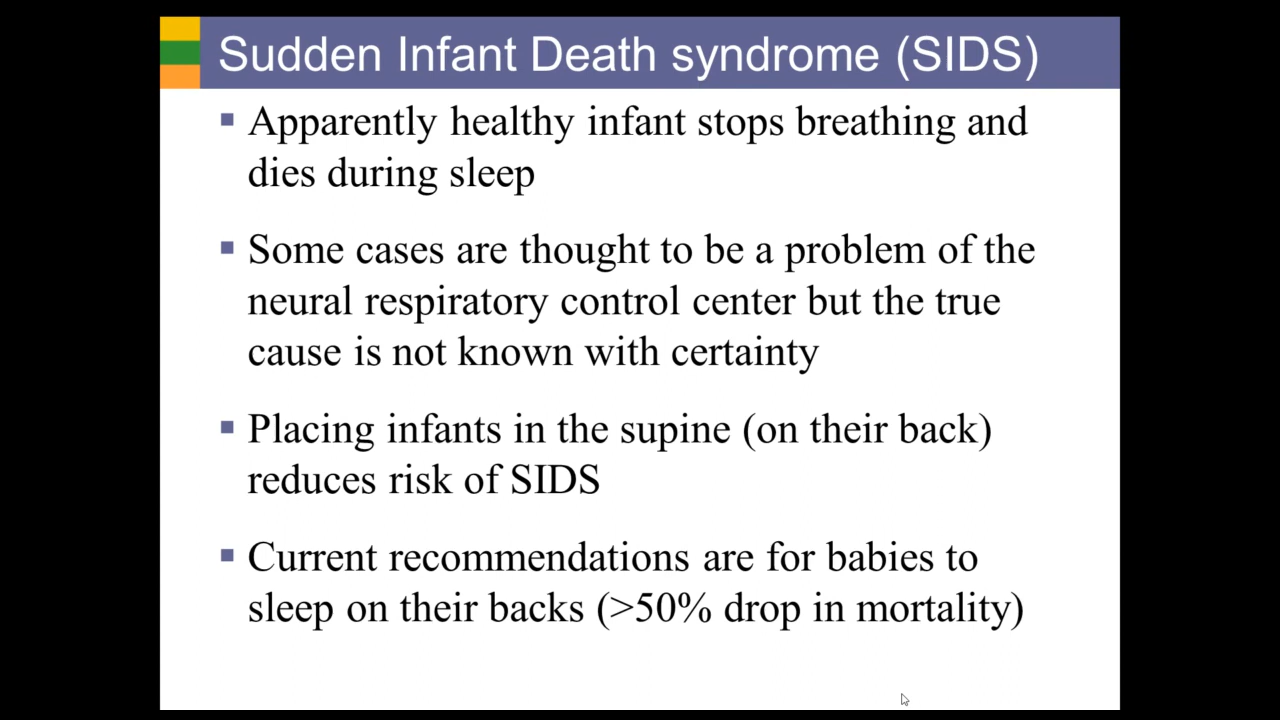 Sudden Infant Death syndrome (SIDS)
▪ Apparently healthy infant stops breathing and
dies during sleep
▪ Some cases are thought to be a problem of the
neural respiratory control center but the true
cause is not known with certainty
▪ Placing infants in the supine (on their back)
reduces risk of SIDS
▪ Current recommendations are for babies to
sleep on their backs (>50% drop in mortality)